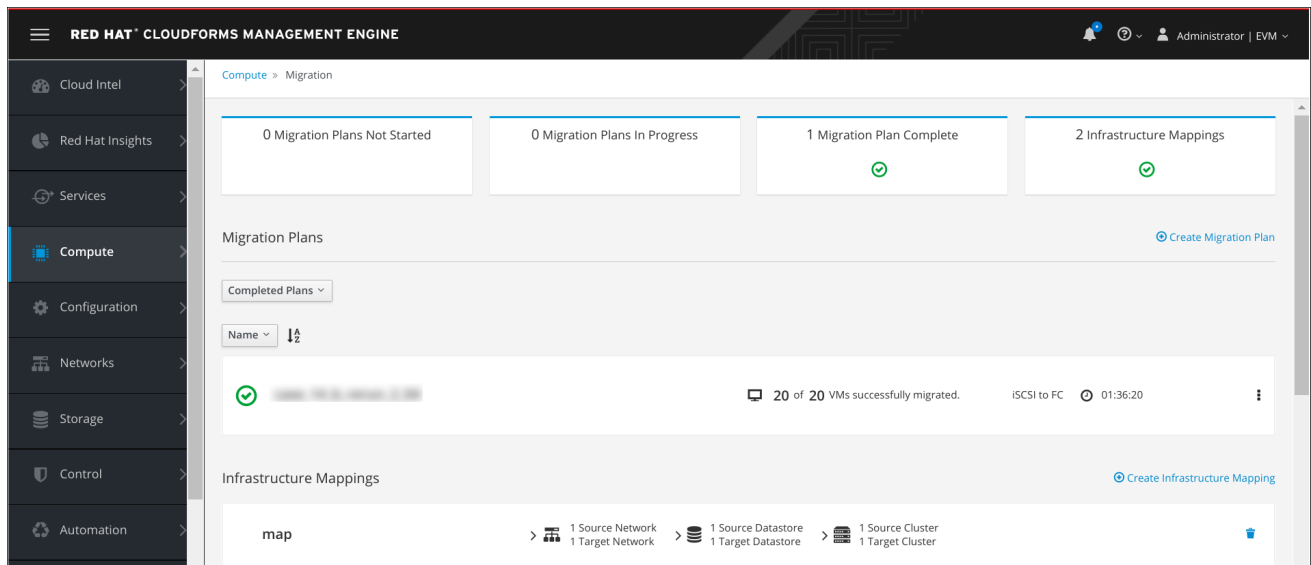 RED HAT® CLOUDFORMS MANAGEMENT ENGINE
Administrator | EVM
Cloud Intel
Red Hat Insights
Services
Compute
Configuration
Networks
Storage
Control
Automation
Compute » Migration
0 Migration Plans Not Started
0 Migration Plans In Progress
1 Migration Plan Complete
2 Infrastructure Mappings
Migration Plans
Create Migration Plan
Completed Plans
Name
20 of 20 VMs successfully migrated.
iSCSI to FC
01:36:20
Infrastructure Mappings
Create Infrastructure Mapping
map
1 Source Network
1 Target Network
1 Source Datastore
1 Target Datastore
1 Source Cluster
1 Target Cluster